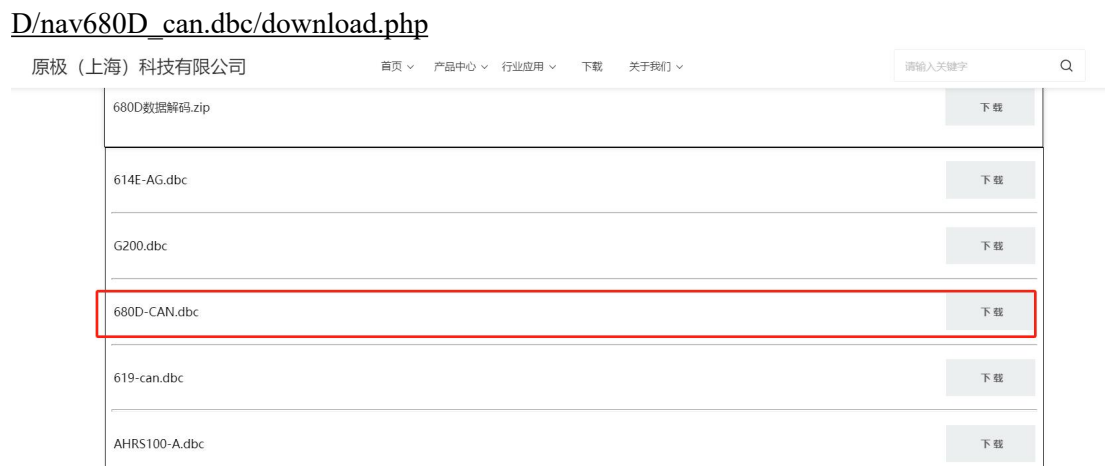 D/nav680D_can.dbc/download.php
原极（上海）科技有限公司 首页 产品中心 行业应用 下载 关于我们 请输入关键字
680D数据解码.zip 下载
614E-AG.dbc 下载
G200.dbc 下载
680D-CAN.dbc 下载
619-can.dbc 下载
AHRS100-A.dbc 下载